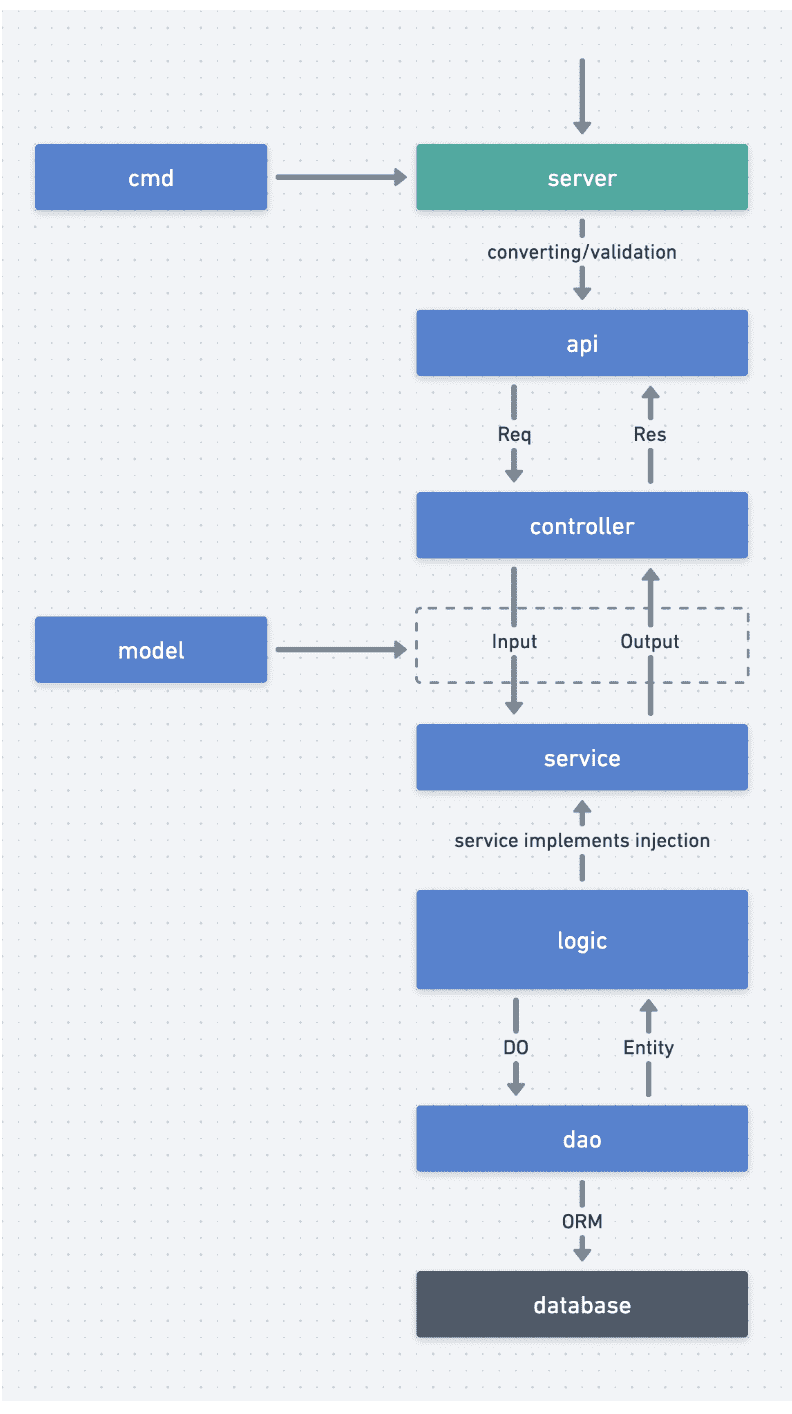 cmd
server
converting/validation
api
Req
Res
controller
model
Input
Output
service
service implements injection
logic
DO
Entity
dao
ORM
database